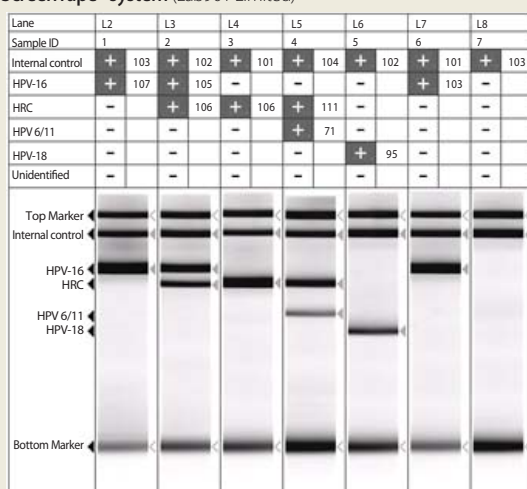 Lane L2 L3 L4 L5 L6 L7 L8
Sample ID 1 2 3 4 5 6 7
Internal control + 103 + 102 + 101 + 104 + 102 + 101 + 103
HPV-16 + 107 + 105 - - - + 103 -
HRC - + 106 + 106 + 111 - - -
HPV 6/11 - - - + 71 - - -
HPV-18 - - - - + 95 - -
Unidentified - - - - - - -
Top Marker
Internal control
HPV-16
HRC
HPV 6/11
HPV-18
Bottom Marker